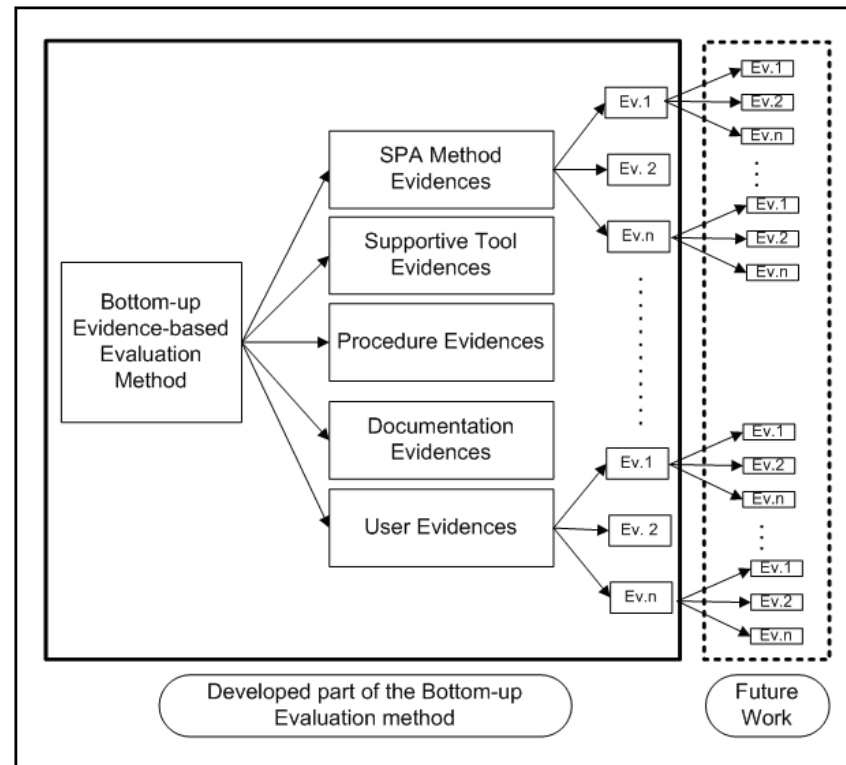 Bottom-up
Evidence-based
Evaluation
Method
SPA Method
Evidences
Supportive Tool
Evidences
Procedure Evidences
Documentation
Evidences
User Evidences
Ev.1
Ev. 2
Ev.n
Ev.1
Ev. 2
Ev.n
Ev.1
Ev.2
Ev.n
Ev.1
Ev.2
Ev.n
Ev.1
Ev.2
Ev.n
Ev.1
Ev.2
Ev.n
Developed part of the Bottom-up
Evaluation method
Future
Work